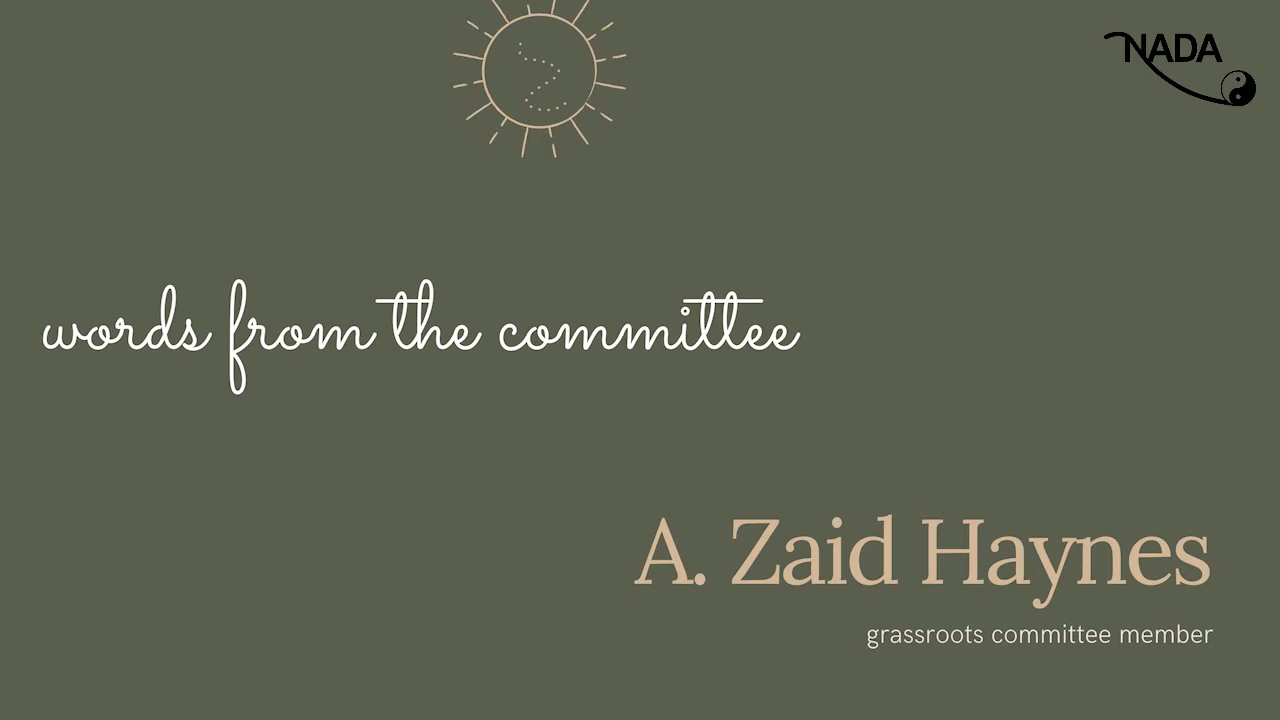 NADA
words from the committee
A. Zaid Haynes
grassroots committee member